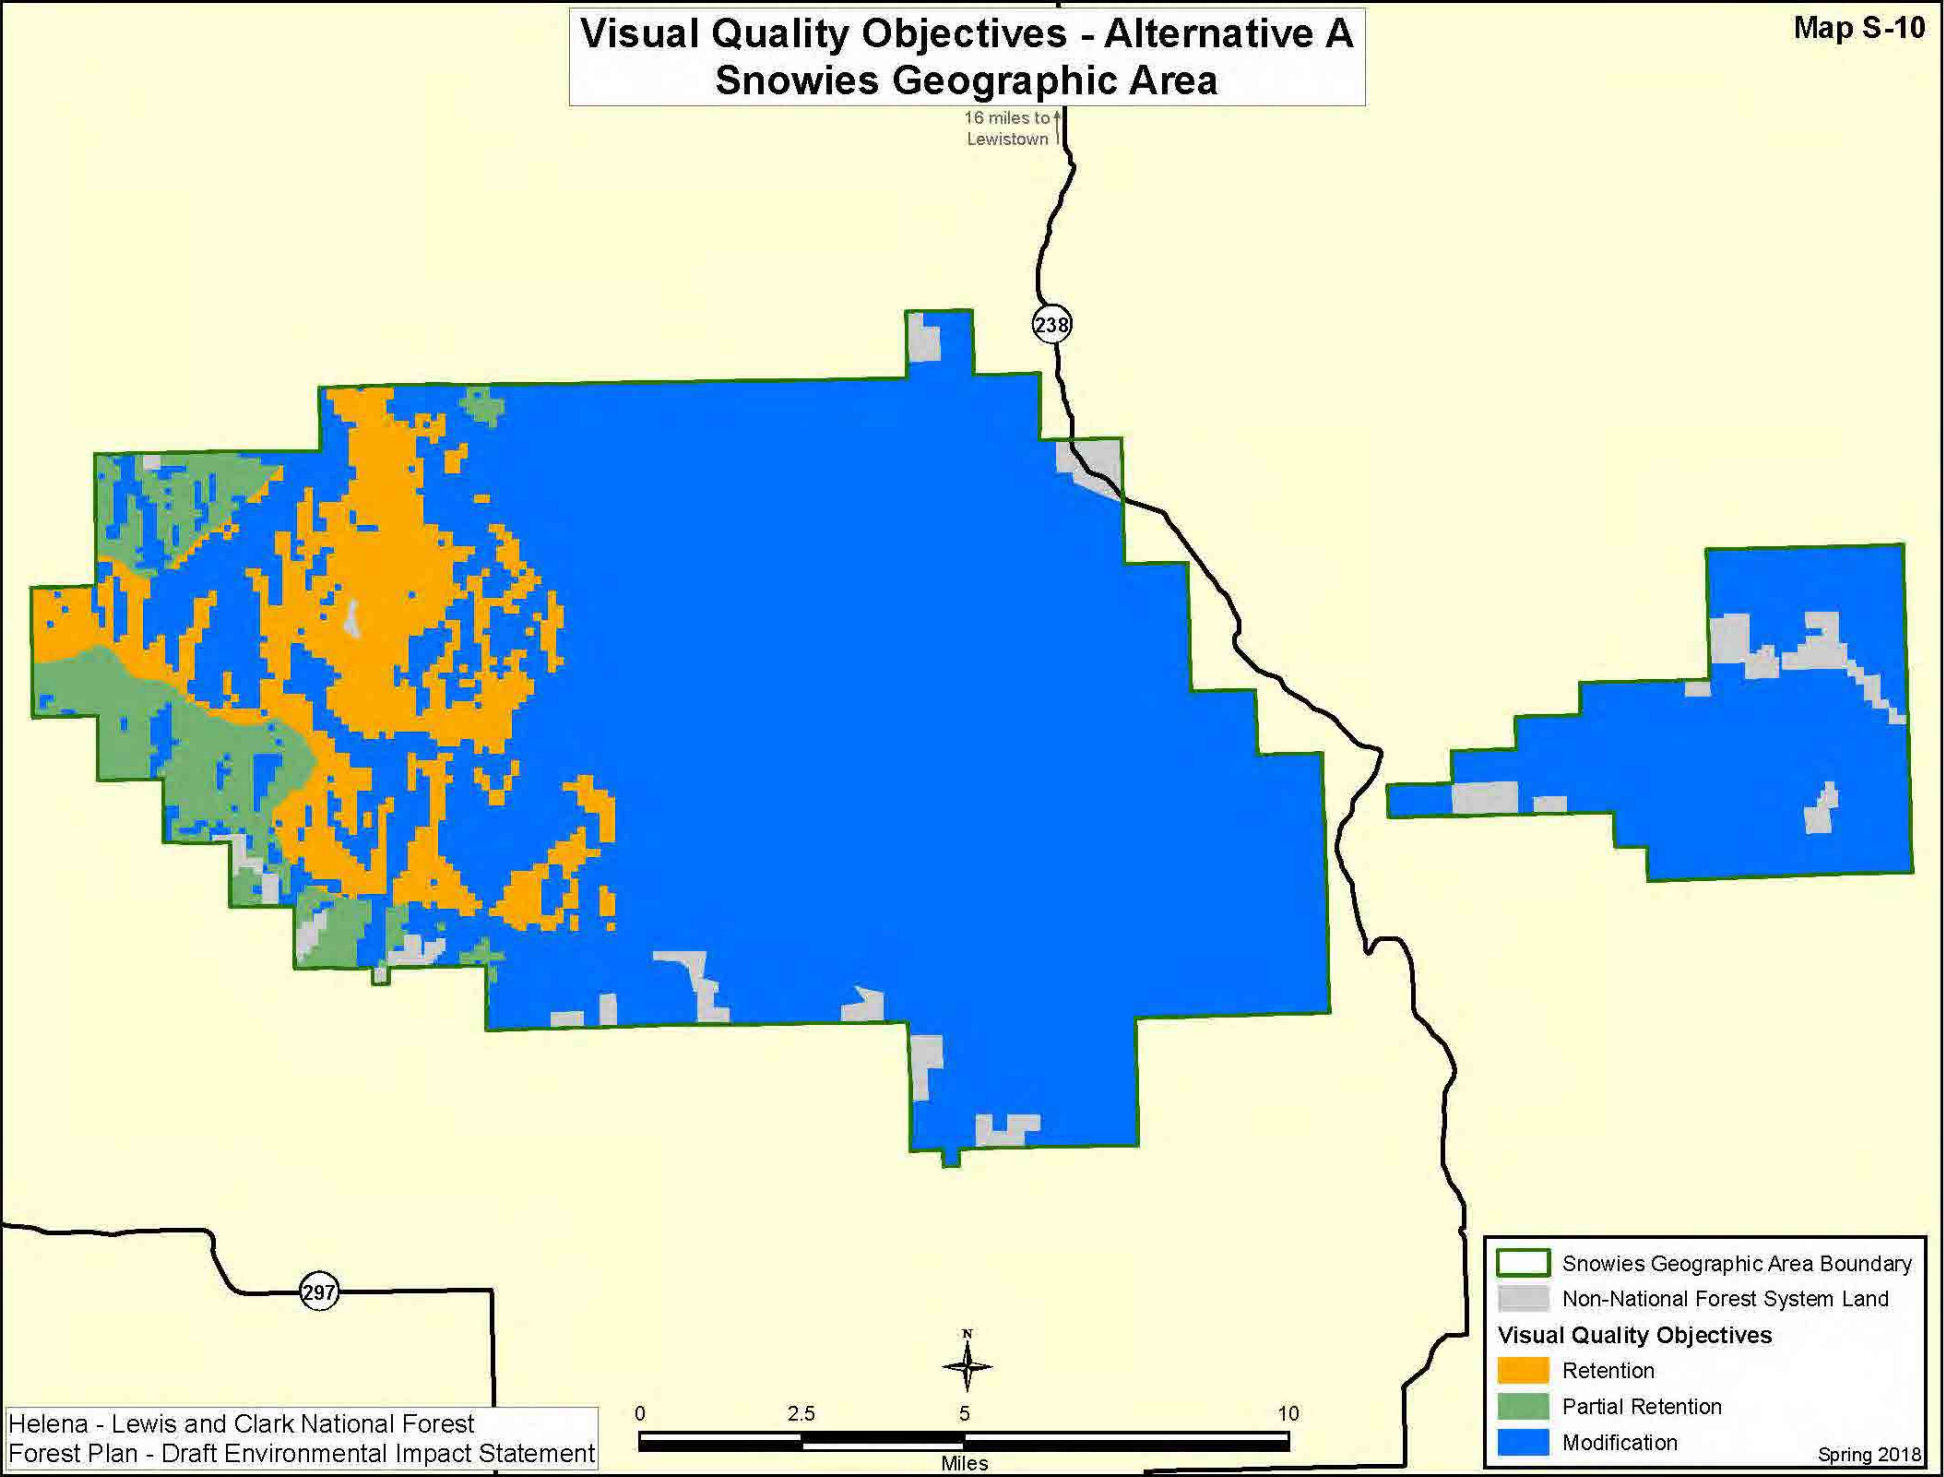 Visual Quality Objectives - Alternative A
Snowies Geographic Area
Map S-10
16 miles to
Lewistown
238
297
Snowies Geographic Area Boundary
Non-National Forest System Land
Visual Quality Objectives
Retention
Partial Retention
Modification
Spring 2018
N
0 2.5 5 10
Miles
Helena - Lewis and Clark National Forest
Forest Plan - Draft Environmental Impact Statement